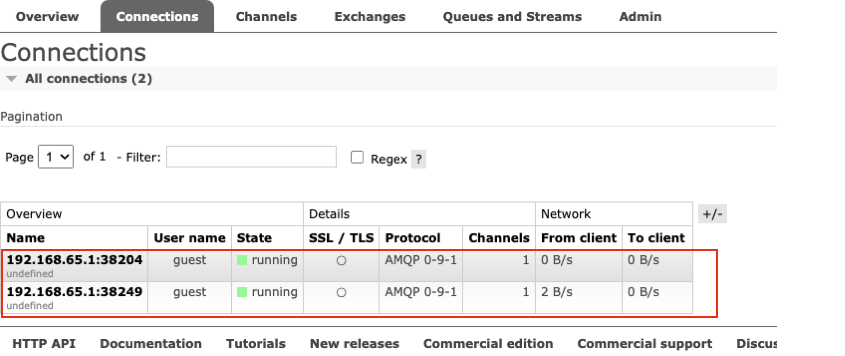 Overview Connections Channels Exchanges Queues and Streams Admin
Connections
All connections (2)
Pagination
Page 1 of 1 - Filter: Regex ?
Overview Details Network +/-
Name User name State SSL / TLS Protocol Channels From client To client
192.168.65.1:38204 guest running ○ AMQP 0-9-1 1 0 B/s 0 B/s
undefined
192.168.65.1:38249 guest running ○ AMQP 0-9-1 1 2 B/s 0 B/s
undefined
HTTP API Documentation Tutorials New releases Commercial edition Commercial support Discus